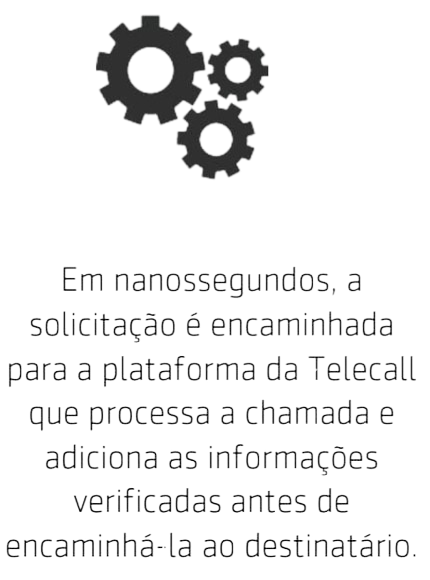 Em nanossegundos, a
solicitação é encaminhada
para a plataforma da Telecall
que processa a chamada e
adiciona as informações
verificadas antes de
encaminhá-la ao destinatário.